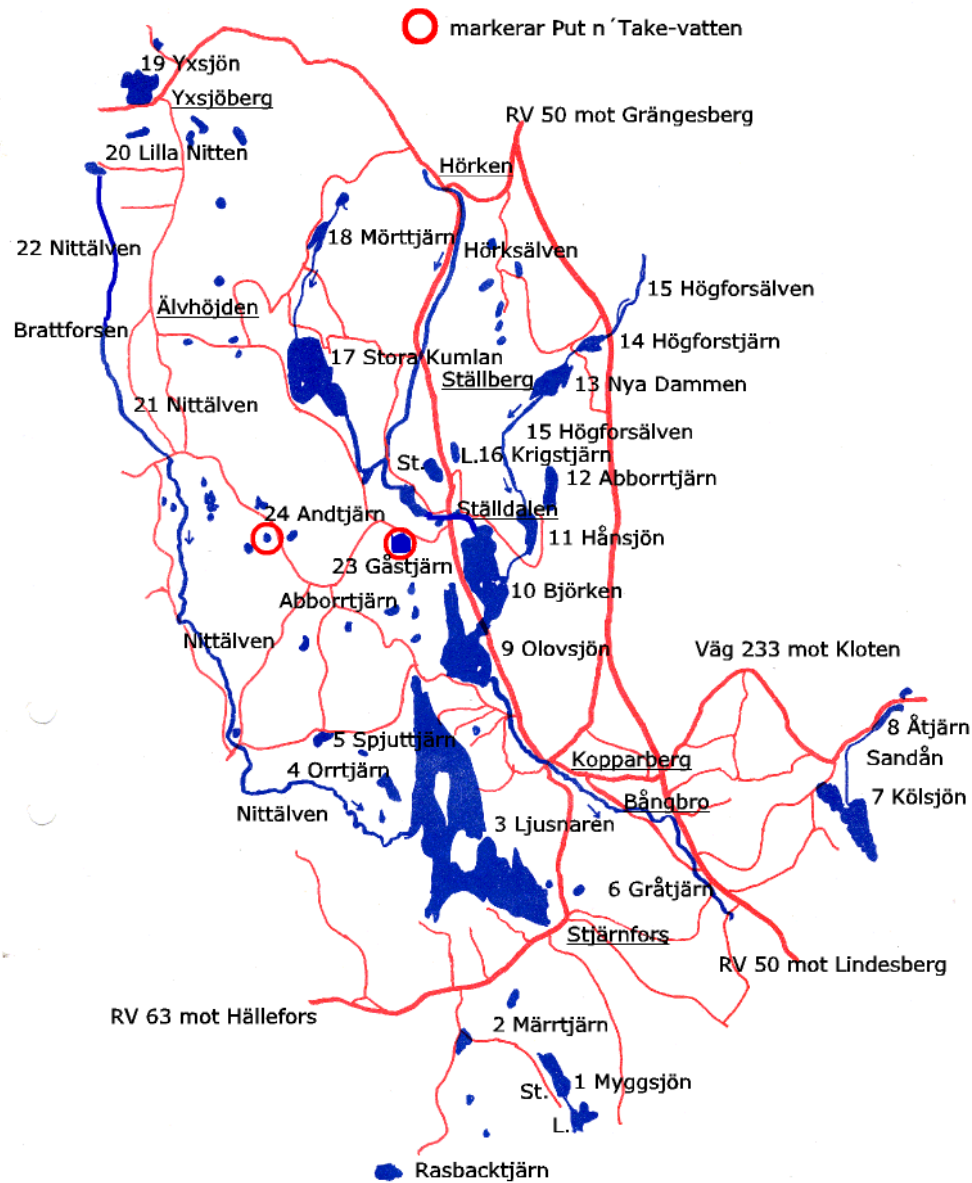 markerar Put n´Take-vatten
19 Yxsjön
Yxsjöberg
RV 50 mot Grängesberg
20 Lilla Nitten
Hörken
22 Nittälven
18 Mörttjärn
Hörksälven
15 Högforsälven
Älvhöjden
Brattforsen
14 Högforstjärn
17 Stora Kumlan
Ställberg
13 Nya Dammen
21 Nittälven
15 Högforsälven
St.
L.16 Krigstjärn
12 Abborrtjärn
24 Andtjärn
Ställdalen
11 Hånsjön
23 Gåstjärn
10 Björken
Abborrtjärn
Nittälven
9 Olovsjön
Väg 233 mot Kloten
5 Spjuttjärn
8 Åtjärn
Kopparberg
Sandån
4 Orrtjärn
Bångbro
7 Kölsjön
Nittälven
3 Ljusnaren
6 Gråtjärn
Stjärnfors
RV 50 mot Lindesberg
RV 63 mot Hällefors
2 Märrtjärn
1 Myggsjön
St.
L.
Rasbacktjärn